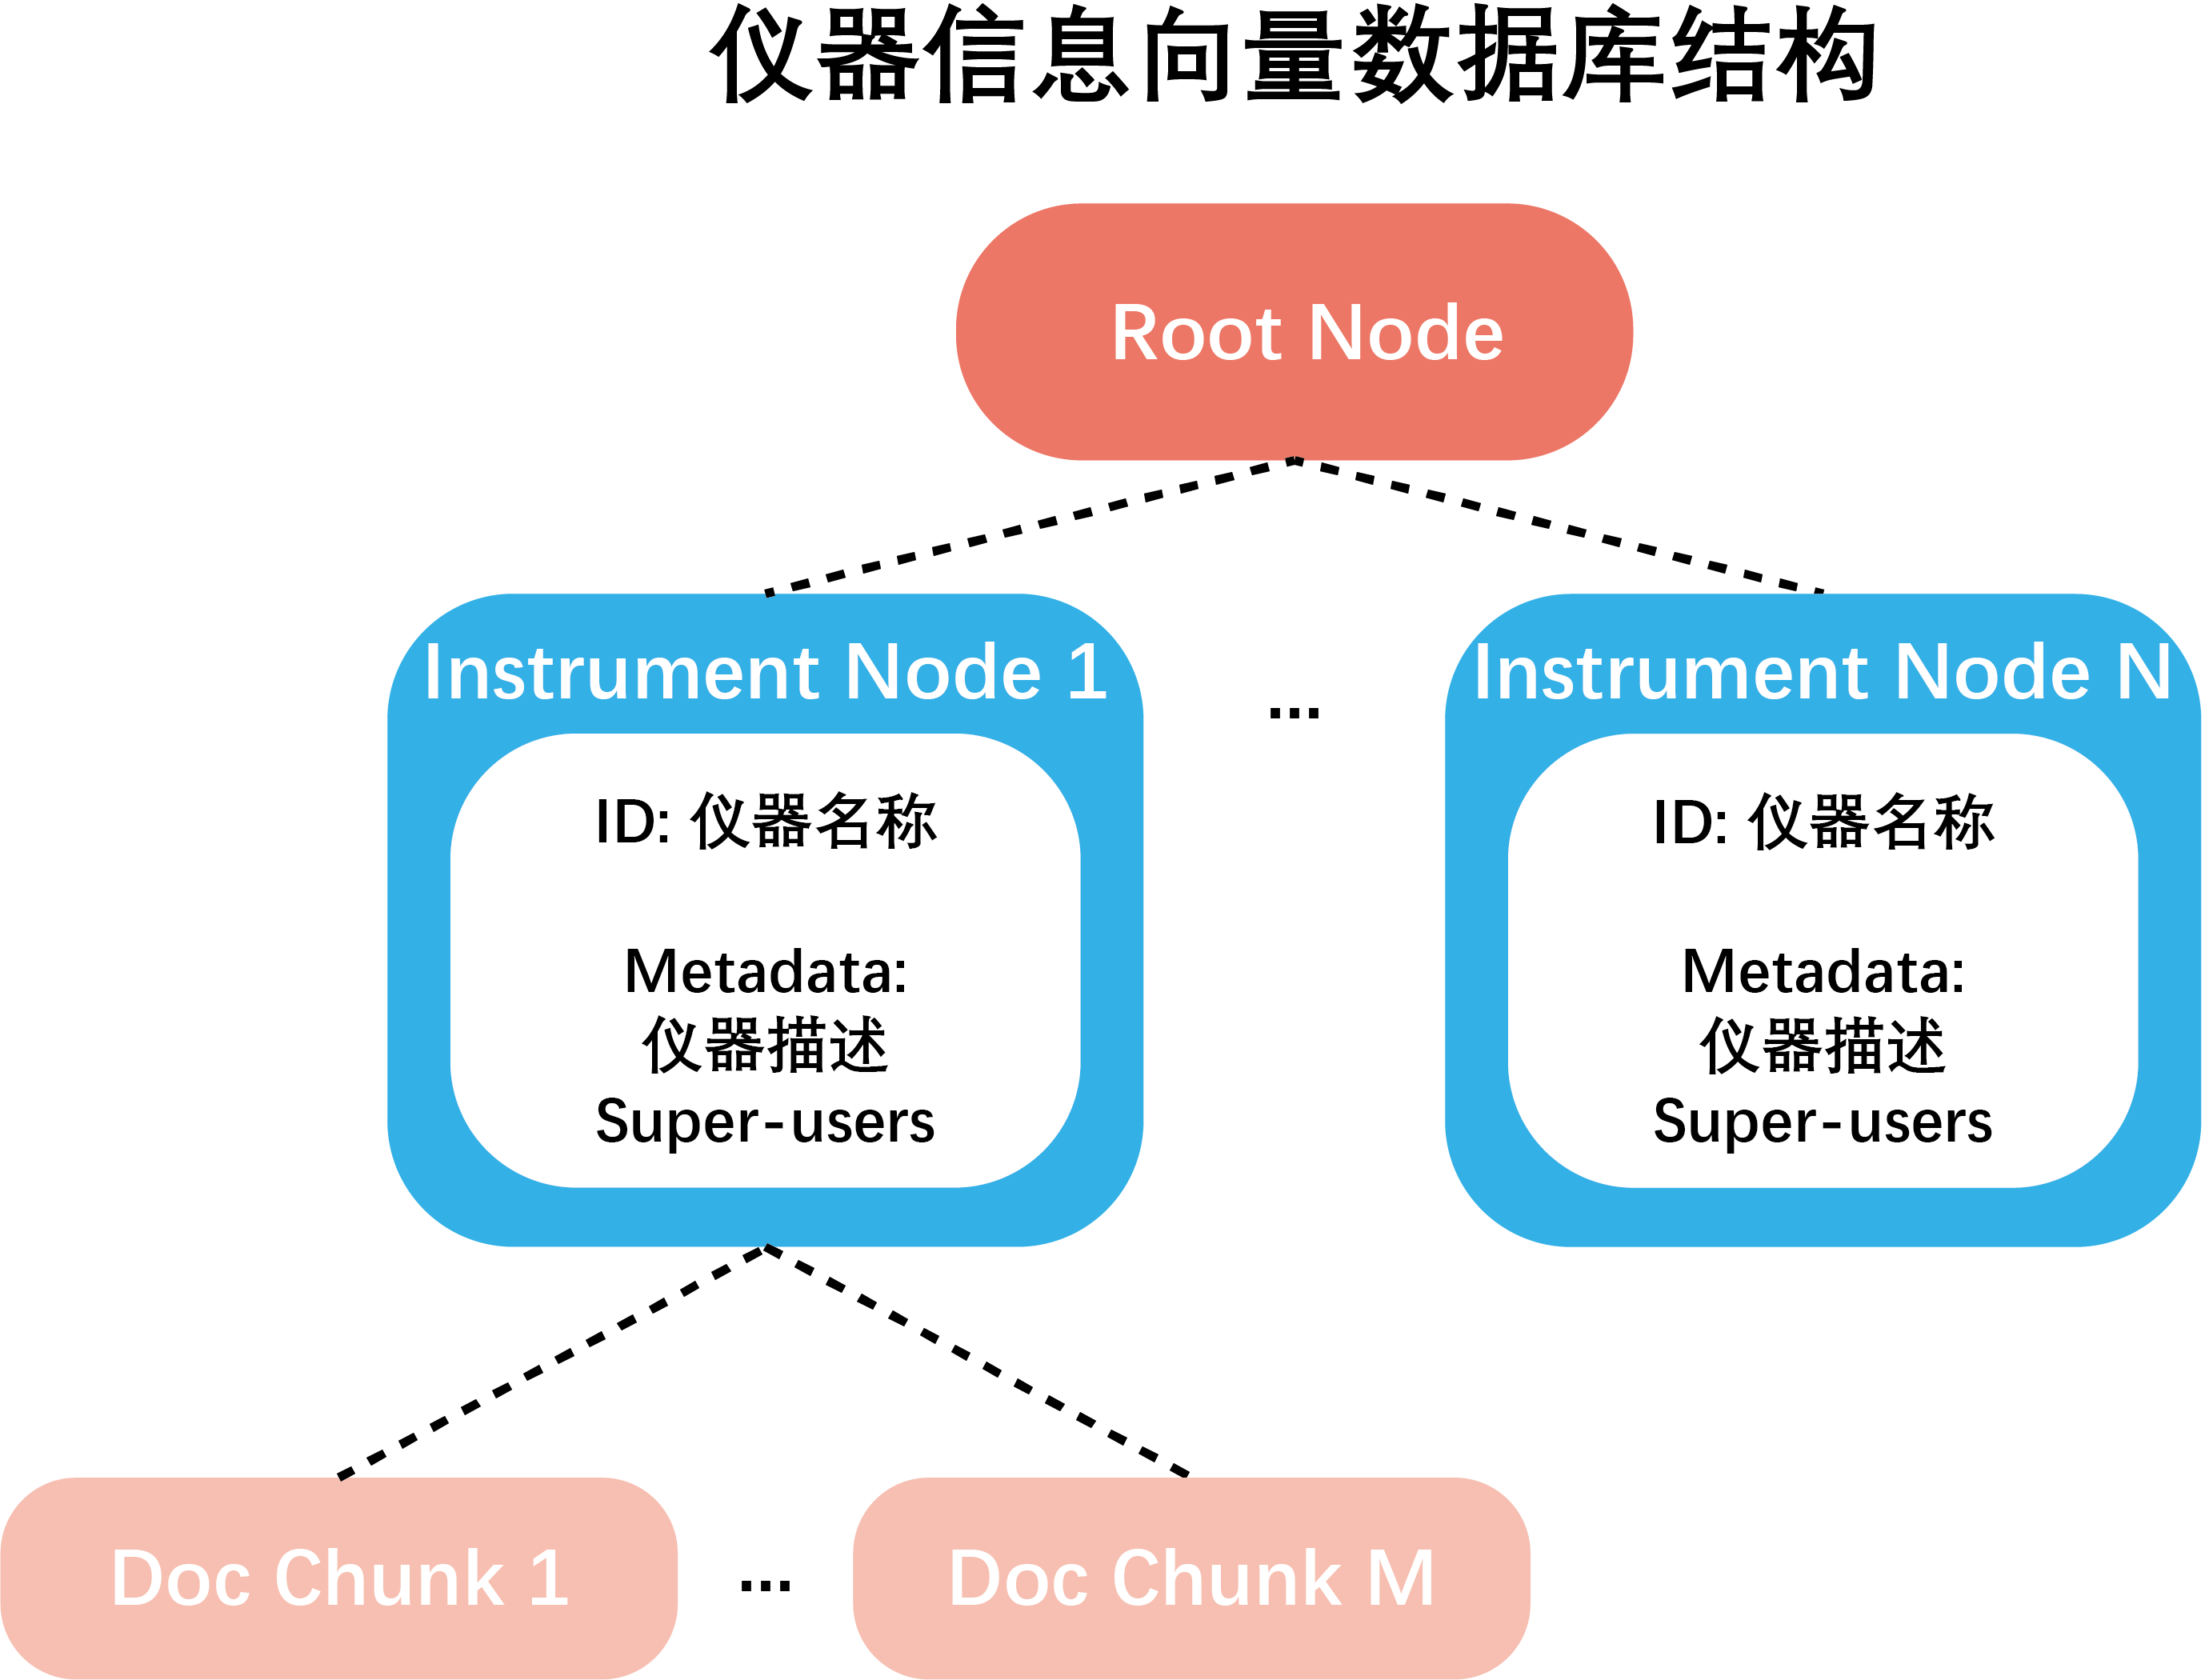 仪器信息向量数据库结构
Root Node
Instrument Node 1
ID: 仪器名称
Metadata:
仪器描述
Super-users
...
Instrument Node N
ID: 仪器名称
Metadata:
仪器描述
Super-users
Doc Chunk 1
...
Doc Chunk M